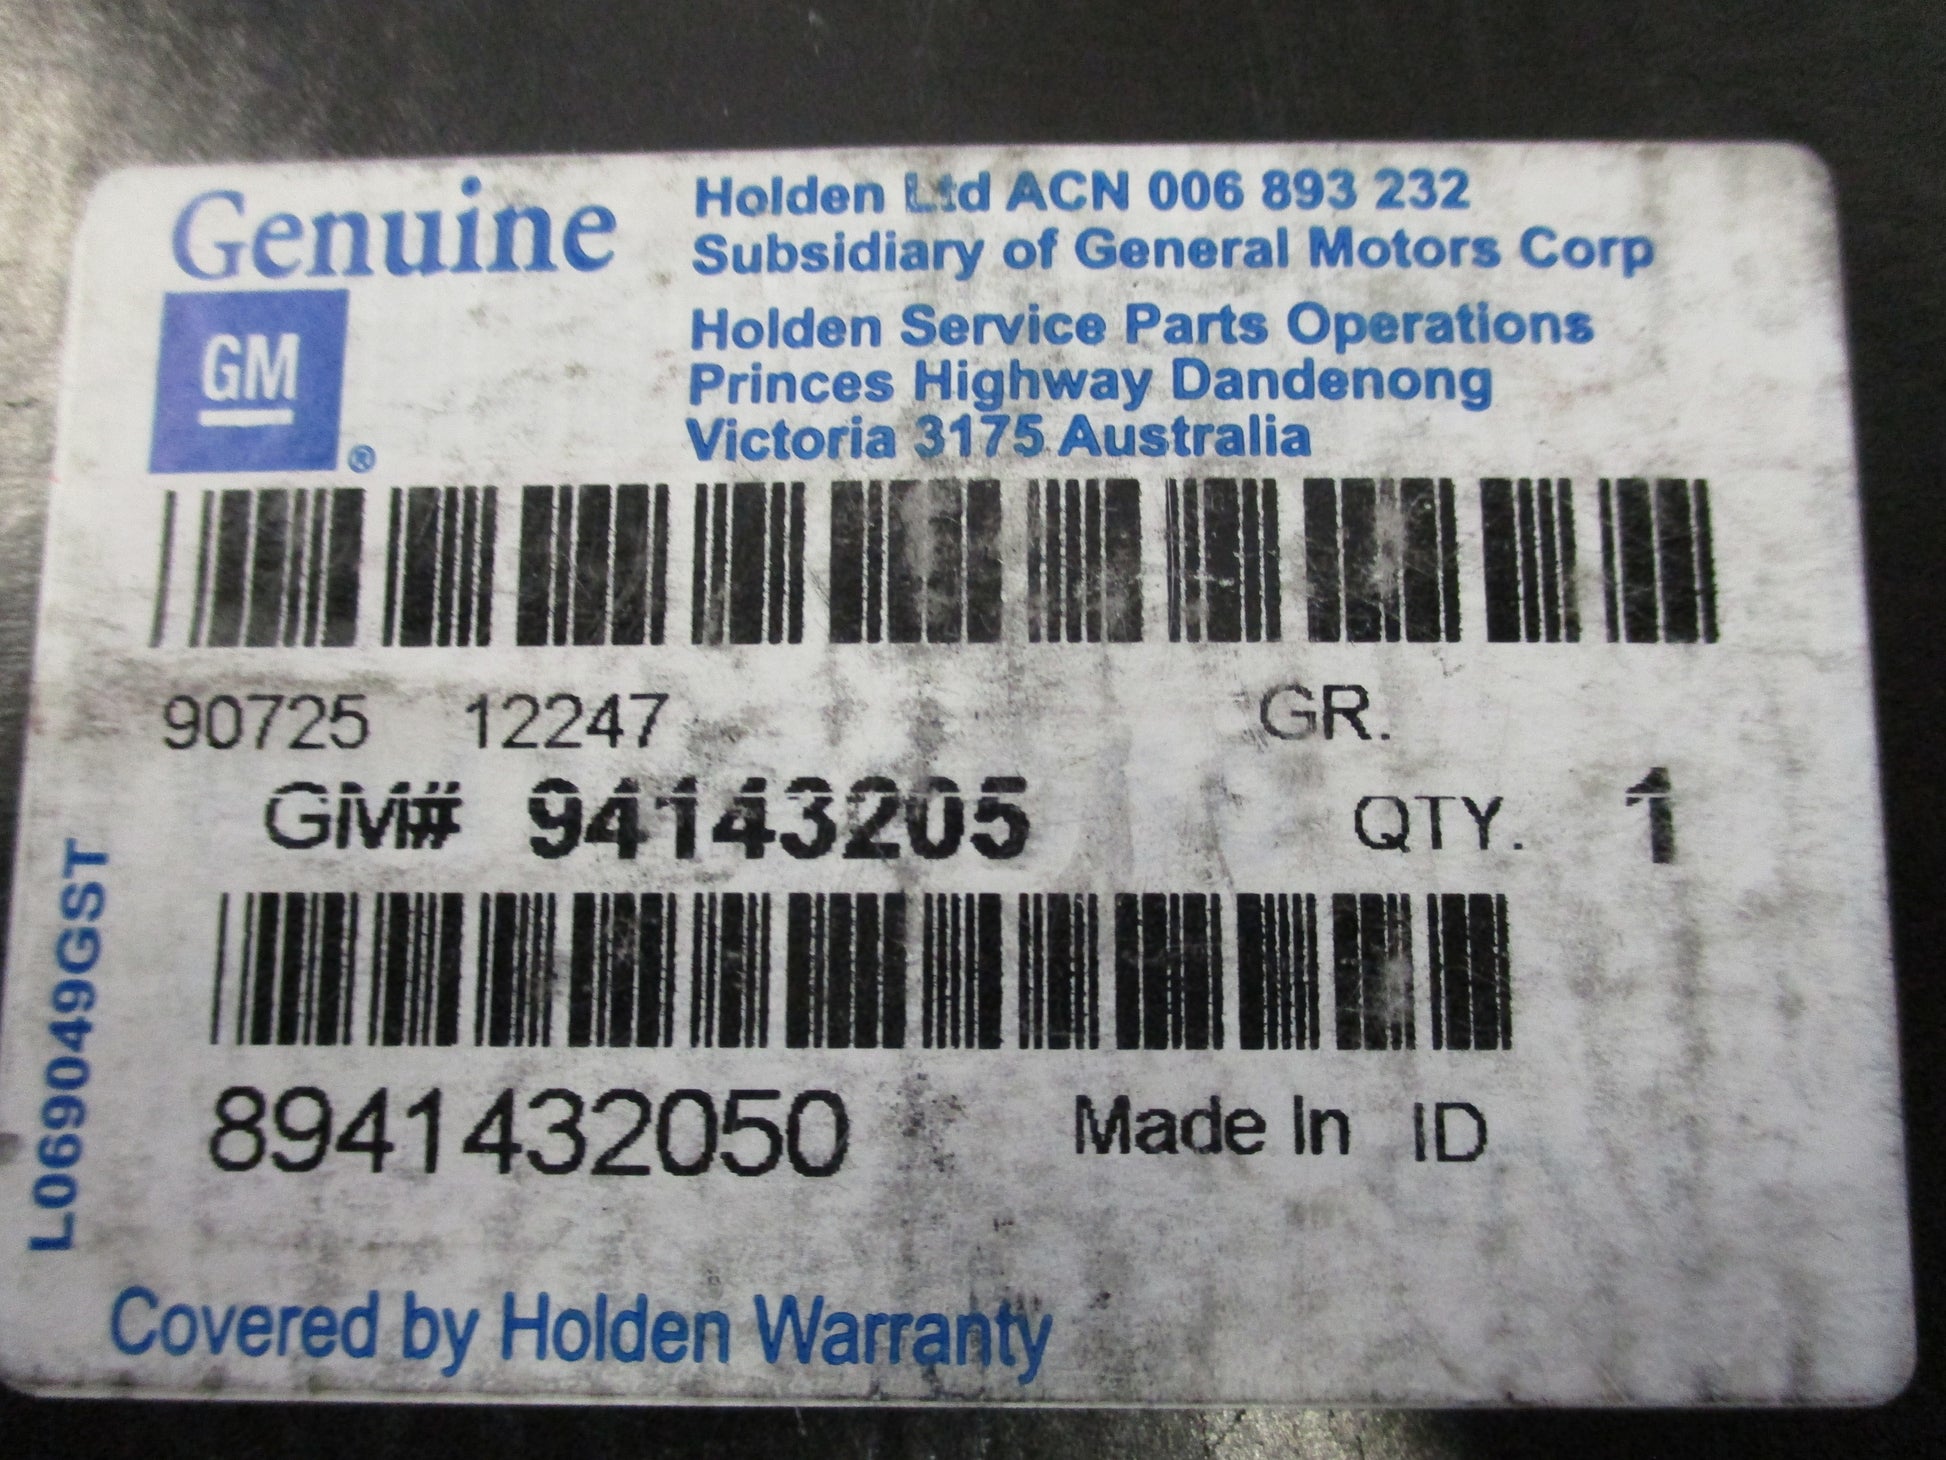 Genuine
GM
®
Holden Ltd ACN 006 893 232
Subsidiary of General Motors Corp
Holden Service Parts Operations
Princes Highway Dandenong
Victoria 3175 Australia
90725 12247 GR.
GM# 94143205 QTY. 1
8941432050 Made In ID
L069049GST
Covered by Holden Warranty